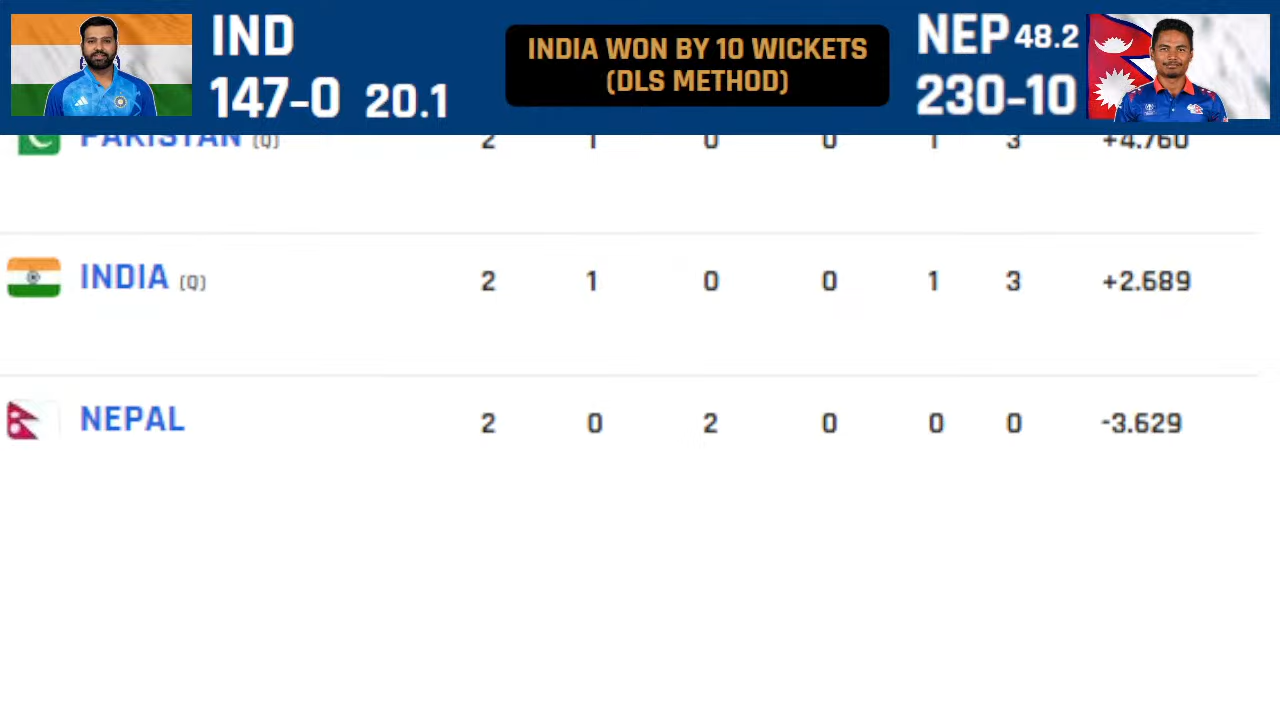 IND
147-0 20.1
INDIA WON BY 10 WICKETS
(DLS METHOD)
NEP 48.2
230-10
PAKISTAN (Q) 2 1 0 0 1 3 +4.760
INDIA (Q) 2 1 0 0 1 3 +2.689
NEPAL 2 0 2 0 0 0 -3.629